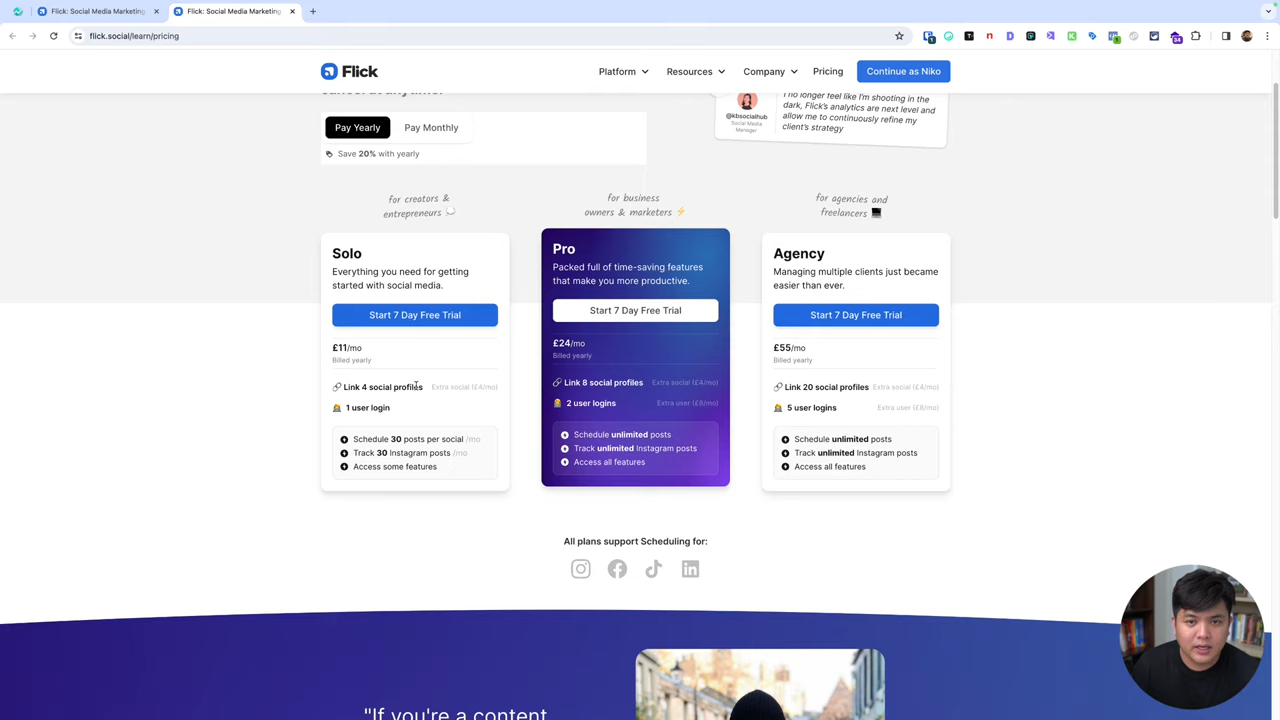 Flick: Social Media Marketing
Flick: Social Media Marketing
flick.social/learn/pricing
Flick
Platform
Resources
Company
Pricing
Continue as Niko
Pay Yearly
Pay Monthly
Save 20% with yearly
@kbsocialhub
Social Media
Manager
I no longer feel like I'm shooting in the
dark, Flick's analytics are next level and
allow me to continuously refine my
client's strategy
for creators &
entrepreneurs
for business
owners & marketers
for agencies and
freelancers
Solo
Everything you need for getting
started with social media.
Start 7 Day Free Trial
£11/mo
Billed yearly
Link 4 social profiles
Extra social (£4/mo)
1 user login
Schedule 30 posts per social /mo
Track 30 Instagram posts /mo
Access some features
Pro
Packed full of time-saving features
that make you more productive.
Start 7 Day Free Trial
£24/mo
Billed yearly
Link 8 social profiles
Extra social (£4/mo)
2 user logins
Extra user (£8/mo)
Schedule unlimited posts
Track unlimited Instagram posts
Access all features
Agency
Managing multiple clients just became
easier than ever.
Start 7 Day Free Trial
£55/mo
Billed yearly
Link 20 social profiles
Extra social (£4/mo)
5 user logins
Extra user (£8/mo)
Schedule unlimited posts
Track unlimited Instagram posts
Access all features
All plans support Scheduling for:
"If you're a content